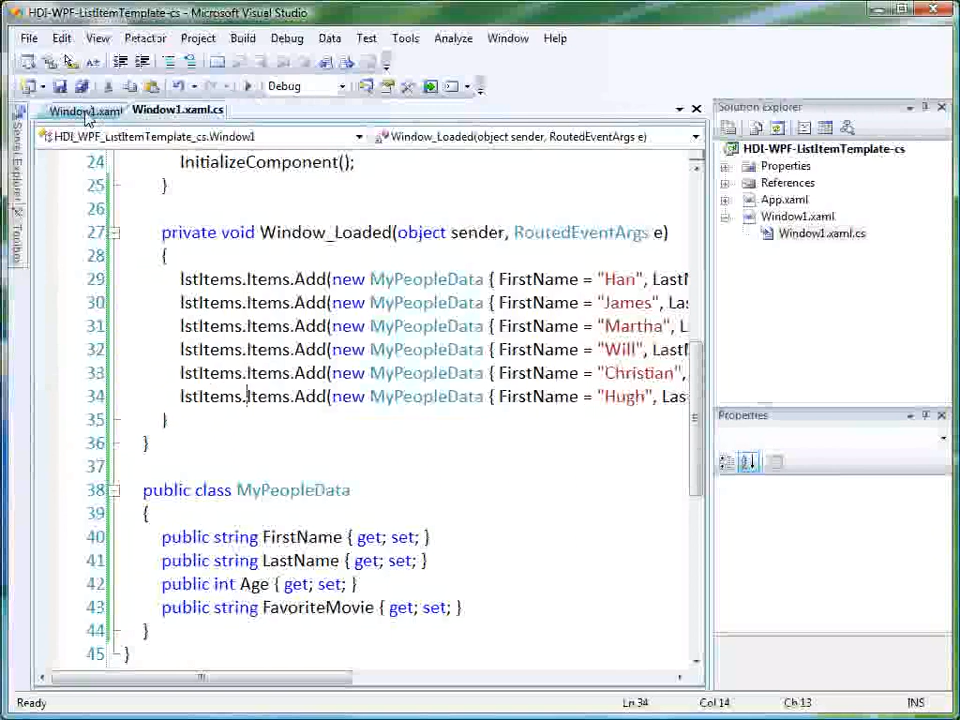 HDI-WPF-ListItemTemplate-cs - Microsoft Visual Studio
File Edit View Refactor Project Build Debug Data Test Tools Analyze Window Help
Debug
Window1.xaml Window1.xaml.cs
HDI_WPF_ListItemTemplate_cs.Window1 Window_Loaded(object sender, RoutedEventArgs e)
Server Explorer
Toolbox
24 InitializeComponent();
25 }
26
27 private void Window_Loaded(object sender, RoutedEventArgs e)
28 {
29 lstItems.Items.Add(new MyPeopleData { FirstName = "Han", LastN
30 lstItems.Items.Add(new MyPeopleData { FirstName = "James", La
31 lstItems.Items.Add(new MyPeopleData { FirstName = "Martha", L
32 lstItems.Items.Add(new MyPeopleData { FirstName = "Will", LastN
33 lstItems.Items.Add(new MyPeopleData { FirstName = "Christian",
34 lstItems.Items.Add(new MyPeopleData { FirstName = "Hugh", Las
35 }
36 }
37
38 public class MyPeopleData
39 {
40 public string FirstName { get; set; }
41 public string LastName { get; set; }
42 public int Age { get; set; }
43 public string FavoriteMovie { get; set; }
44 }
45 }
Solution Explorer
HDI-WPF-ListItemTemplate-cs
Properties
References
App.xaml
Window1.xaml
Window1.xaml.cs
Properties
Ready Ln 34 Col 14 Ch 13 INS